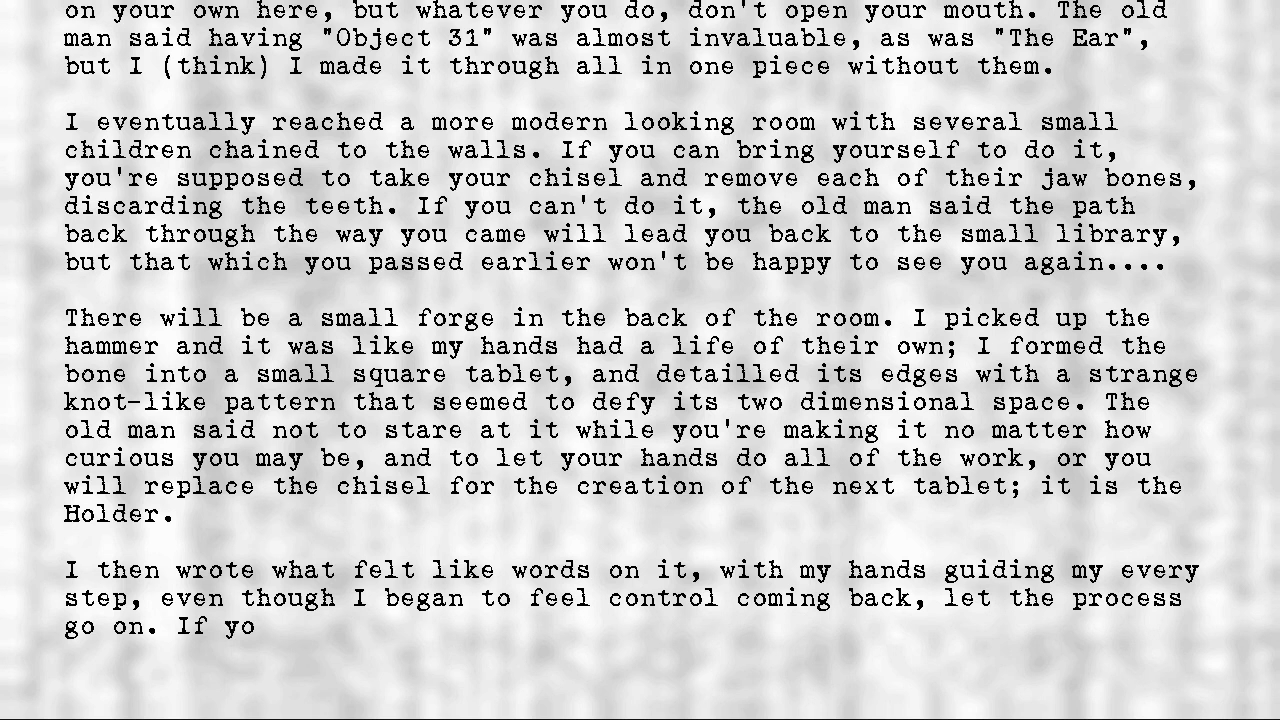 on your own here, but whatever you do, don't open your mouth. The old
man said having "Object 31" was almost invaluable, as was "The Ear",
but I (think) I made it through all in one piece without them.
I eventually reached a more modern looking room with several small
children chained to the walls. If you can bring yourself to do it,
you're supposed to take your chisel and remove each of their jaw bones,
discarding the teeth. If you can't do it, the old man said the path
back through the way you came will lead you back to the small library,
but that which you passed earlier won't be happy to see you again....
There will be a small forge in the back of the room. I picked up the
hammer and it was like my hands had a life of their own; I formed the
bone into a small square tablet, and detailled its edges with a strange
knot-like pattern that seemed to defy its two dimensional space. The
old man said not to stare at it while you're making it no matter how
curious you may be, and to let your hands do all of the work, or you
will replace the chisel for the creation of the next tablet; it is the
Holder.
I then wrote what felt like words on it, with my hands guiding my every
step, even though I began to feel control coming back, let the process
go on. If yo